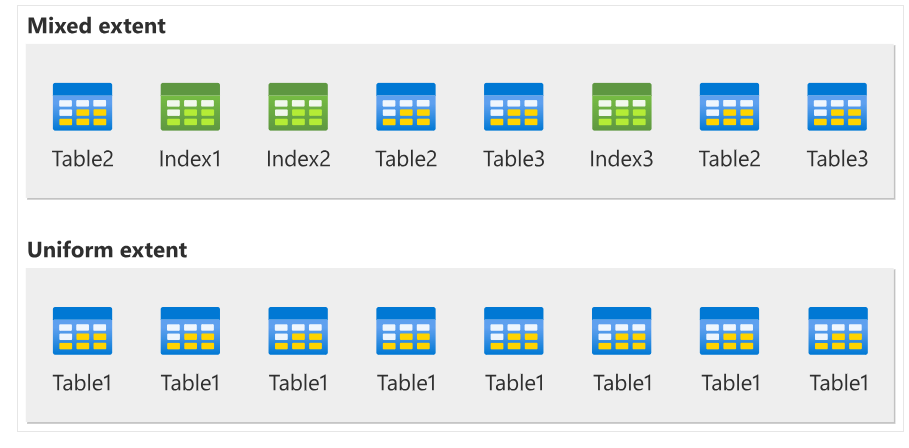 Mixed extent
Table2 Index1 Index2 Table2 Table3 Index3 Table2 Table3
Uniform extent
Table1 Table1 Table1 Table1 Table1 Table1 Table1 Table1